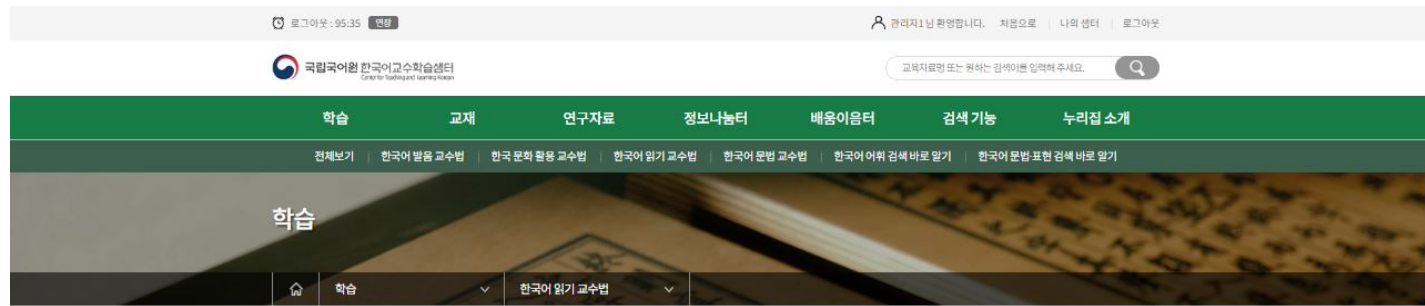 로그아웃 : 95:35 연장
관리자1 님 환영합니다. 처음으로 나의 샘터 로그아웃
국립국어원 한국어교수학습샘터
Center for Teaching and Learning Korean
교육자료명 또는 원하는 검색어를 입력해 주세요.
학습 교재 연구자료 정보나눔터 배움이음터 검색 기능 누리집 소개
전체보기 한국어 발음 교수법 한국 문화 활용 교수법 한국어 읽기 교수법 한국어 문법 교수법 한국어 어휘 검색 바로 알기 한국어 문법·표현 검색 바로 알기
학습
학습 한국어 읽기 교수법